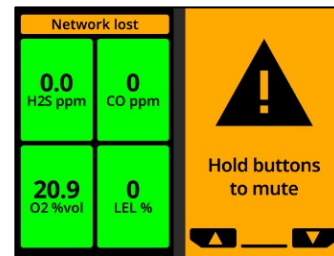 Network lost
0.0
H2S ppm
0
CO ppm
20.9
O2 %vol
0
LEL %
!
Hold buttons
to mute